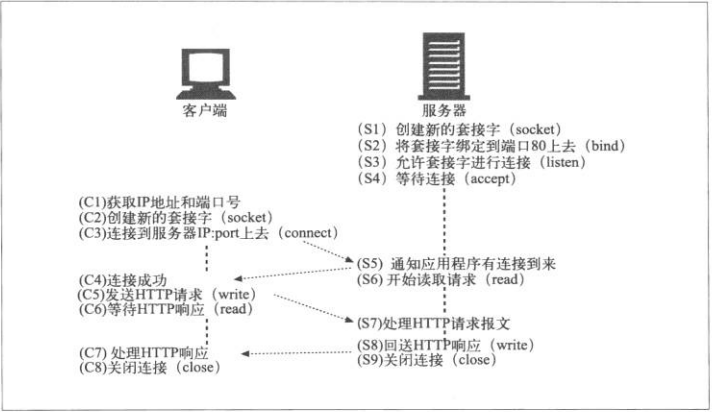 客户端
服务器
(S1) 创建新的套接字(socket)
(S2) 将套接字绑定到端口80上去(bind)
(S3) 允许套接字进行连接(listen)
(S4) 等待连接(accept)
(C1)获取IP地址和端口号
(C2)创建新的套接字(socket)
(C3)连接到服务器IP:port上去(connect)
(S5) 通知应用程序有连接到来
(S6) 开始读取请求(read)
(C4)连接成功
(C5)发送HTTP请求(write)
(C6)等待HTTP响应(read)
(S7)处理HTTP请求报文
(S8)回送HTTP响应(write)
(S9)关闭连接(close)
(C7) 处理HTTP响应
(C8)关闭连接(close)